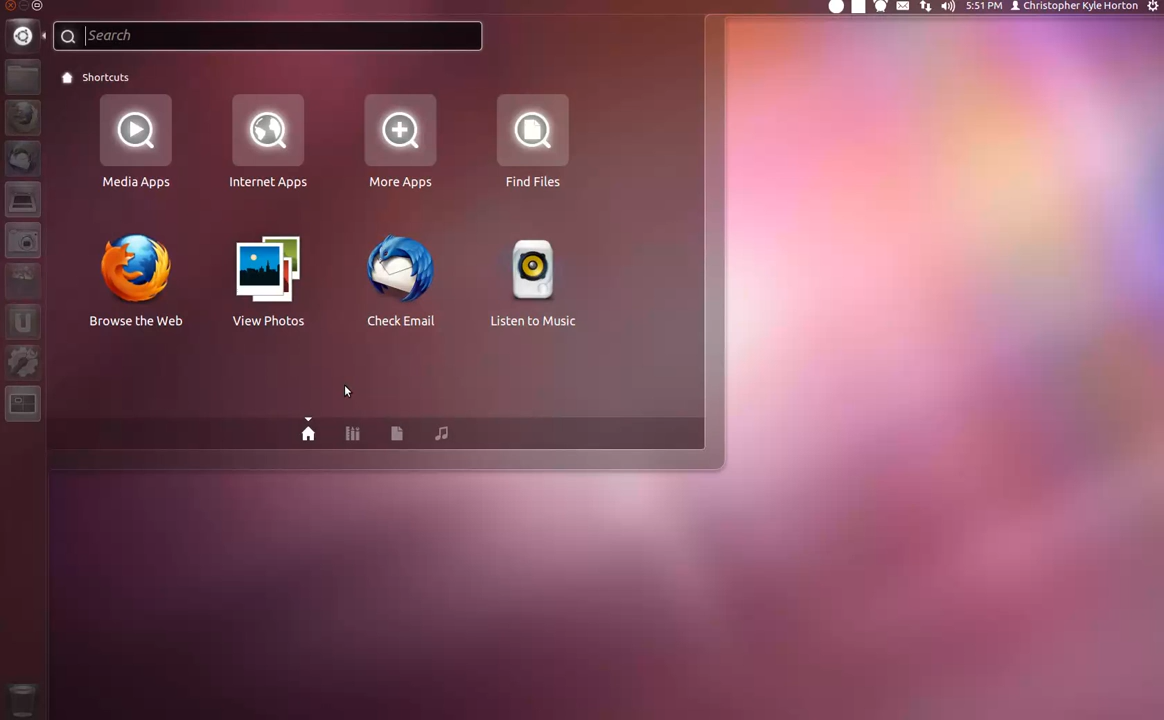 5:51 PM Christopher Kyle Horton
Search
Shortcuts
Media Apps Internet Apps More Apps Find Files
Browse the Web View Photos Check Email Listen to Music